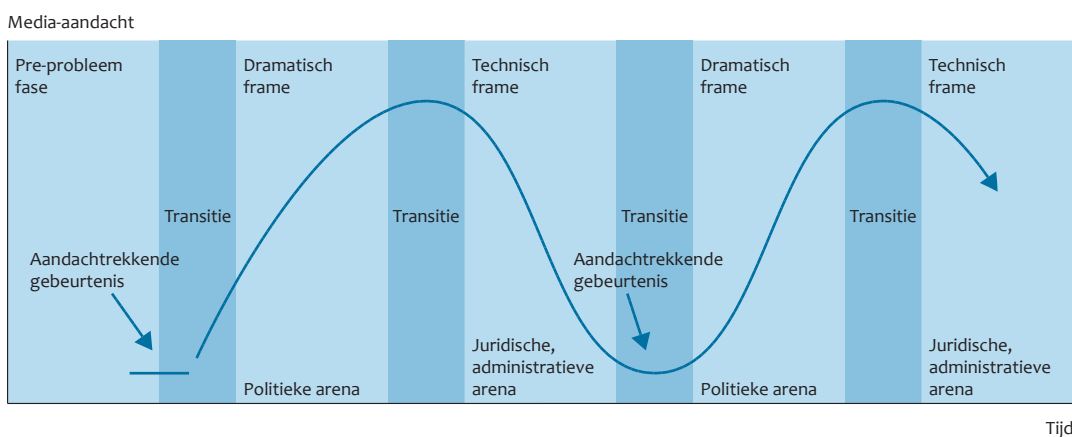 Media-aandacht
Pre-probleem
fase
Dramatisch
frame
Technisch
frame
Dramatisch
frame
Technisch
frame
Transitie
Transitie
Transitie
Transitie
Aandachtrekkende
gebeurtenis
Aandachtrekkende
gebeurtenis
Politieke arena
Juridische,
administratieve
arena
Politieke arena
Juridische,
administratieve
arena
Tijd